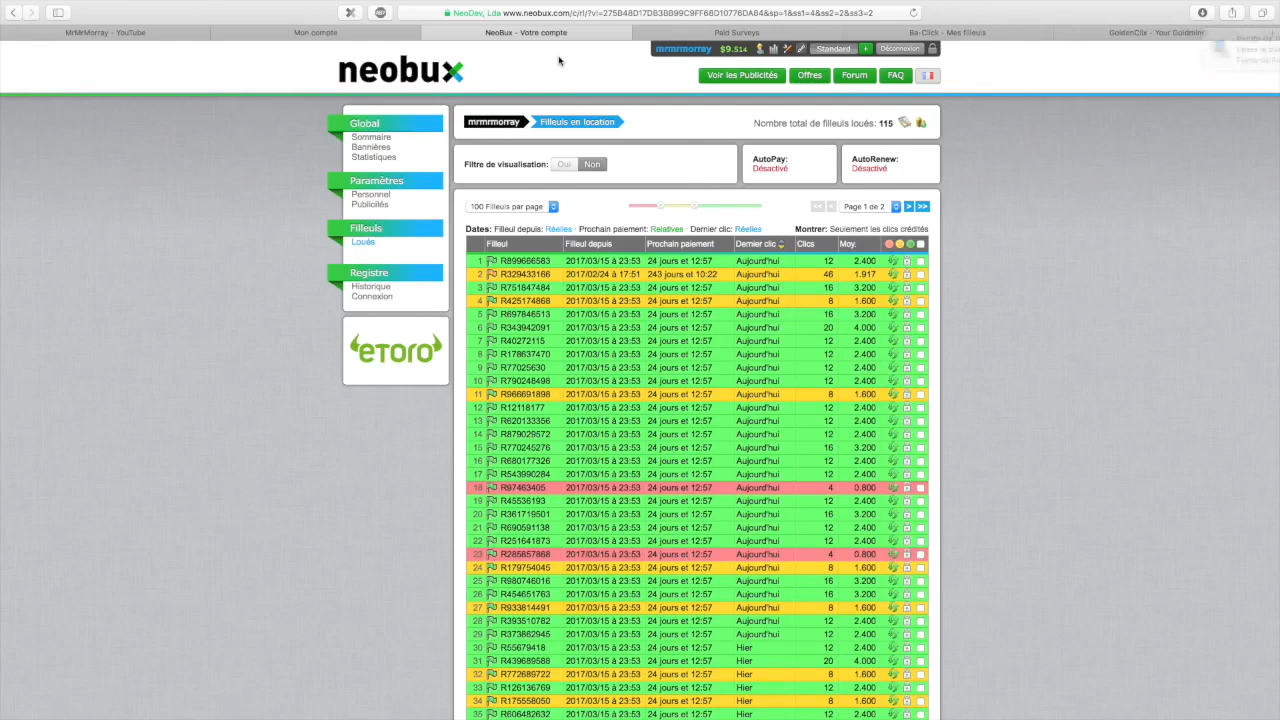 NeoDev, Lda www.neobux.com/c/rl/?vl=275B48D17DB3BB99C9FF68D10776DA84&sp=1&ss1=4&ss2=2&ss3=2
MrMrMorray - YouTube
Mon compte
NeoBux - Votre compte
Paid Surveys
Ba-Click - Mes filleuls
GoldenClix - Your Goldmin
mrmrmorray $9.514 Standard + Déconnexion
neobux
Voir les Publicités Offres Forum FAQ
Global
Sommaire
Bannières
Statistiques
Paramètres
Personnel
Publicités
Filleuls
Loués
Registre
Historique
Connexion
etoro
mrmrmorray Filleuls en location
Nombre total de filleuls loués: 115
Filtre de visualisation: Oui Non
AutoPay:
Désactivé
AutoRenew:
Désactivé
100 Filleuls par page
<< < Page 1 de 2 > >>
Dates: Filleul depuis: Réelles · Prochain paiement: Relatives · Dernier clic: Réelles
Montrer: Seulement les clics crédités
Filleul Filleul depuis Prochain paiement Dernier clic Clics Moy.
1 R899666583 2017/03/15 à 23:53 24 jours et 12:57 Aujourd'hui 12 2.400
2 R329433166 2017/02/24 à 17:51 243 jours et 10:22 Aujourd'hui 46 1.917
3 R751847484 2017/03/15 à 23:53 24 jours et 12:57 Aujourd'hui 16 3.200
4 R425174868 2017/03/15 à 23:53 24 jours et 12:57 Aujourd'hui 8 1.600
5 R697846513 2017/03/15 à 23:53 24 jours et 12:57 Aujourd'hui 16 3.200
6 R343942091 2017/03/15 à 23:53 24 jours et 12:57 Aujourd'hui 20 4.000
7 R40272115 2017/03/15 à 23:53 24 jours et 12:57 Aujourd'hui 12 2.400
8 R178637470 2017/03/15 à 23:53 24 jours et 12:57 Aujourd'hui 12 2.400
9 R77025630 2017/03/15 à 23:53 24 jours et 12:57 Aujourd'hui 12 2.400
10 R790248498 2017/03/15 à 23:53 24 jours et 12:57 Aujourd'hui 12 2.400
11 R966691898 2017/03/15 à 23:53 24 jours et 12:57 Aujourd'hui 8 1.600
12 R12118177 2017/03/15 à 23:53 24 jours et 12:57 Aujourd'hui 12 2.400
13 R620133356 2017/03/15 à 23:53 24 jours et 12:57 Aujourd'hui 12 2.400
14 R879029572 2017/03/15 à 23:53 24 jours et 12:57 Aujourd'hui 12 2.400
15 R770245276 2017/03/15 à 23:53 24 jours et 12:57 Aujourd'hui 16 3.200
16 R680177326 2017/03/15 à 23:53 24 jours et 12:57 Aujourd'hui 12 2.400
17 R543990284 2017/03/15 à 23:53 24 jours et 12:57 Aujourd'hui 12 2.400
18 R97463405 2017/03/15 à 23:53 24 jours et 12:57 Aujourd'hui 4 0.800
19 R45536193 2017/03/15 à 23:53 24 jours et 12:57 Aujourd'hui 12 2.400
20 R361719501 2017/03/15 à 23:53 24 jours et 12:57 Aujourd'hui 16 3.200
21 R690591138 2017/03/15 à 23:53 24 jours et 12:57 Aujourd'hui 12 2.400
22 R251641873 2017/03/15 à 23:53 24 jours et 12:57 Aujourd'hui 12 2.400
23 R285857868 2017/03/15 à 23:53 24 jours et 12:57 Aujourd'hui 4 0.800
24 R179754045 2017/03/15 à 23:53 24 jours et 12:57 Aujourd'hui 8 1.600
25 R980746016 2017/03/15 à 23:53 24 jours et 12:57 Aujourd'hui 16 3.200
26 R454651763 2017/03/15 à 23:53 24 jours et 12:57 Aujourd'hui 16 3.200
27 R933814491 2017/03/15 à 23:53 24 jours et 12:57 Aujourd'hui 8 1.600
28 R393510782 2017/03/15 à 23:53 24 jours et 12:57 Aujourd'hui 12 2.400
29 R373862945 2017/03/15 à 23:53 24 jours et 12:57 Aujourd'hui 12 2.400
30 R55679418 2017/03/15 à 23:53 24 jours et 12:57 Hier 12 2.400
31 R439689588 2017/03/15 à 23:53 24 jours et 12:57 Hier 20 4.000
32 R772689722 2017/03/15 à 23:53 24 jours et 12:57 Hier 8 1.600
33 R126136769 2017/03/15 à 23:53 24 jours et 12:57 Hier 12 2.400
34 R175558050 2017/03/15 à 23:53 24 jours et 12:57 Hier 8 1.600
35 R606482632 2017/03/15 à 23:53 24 jours et 12:57 Hier 12 2.400